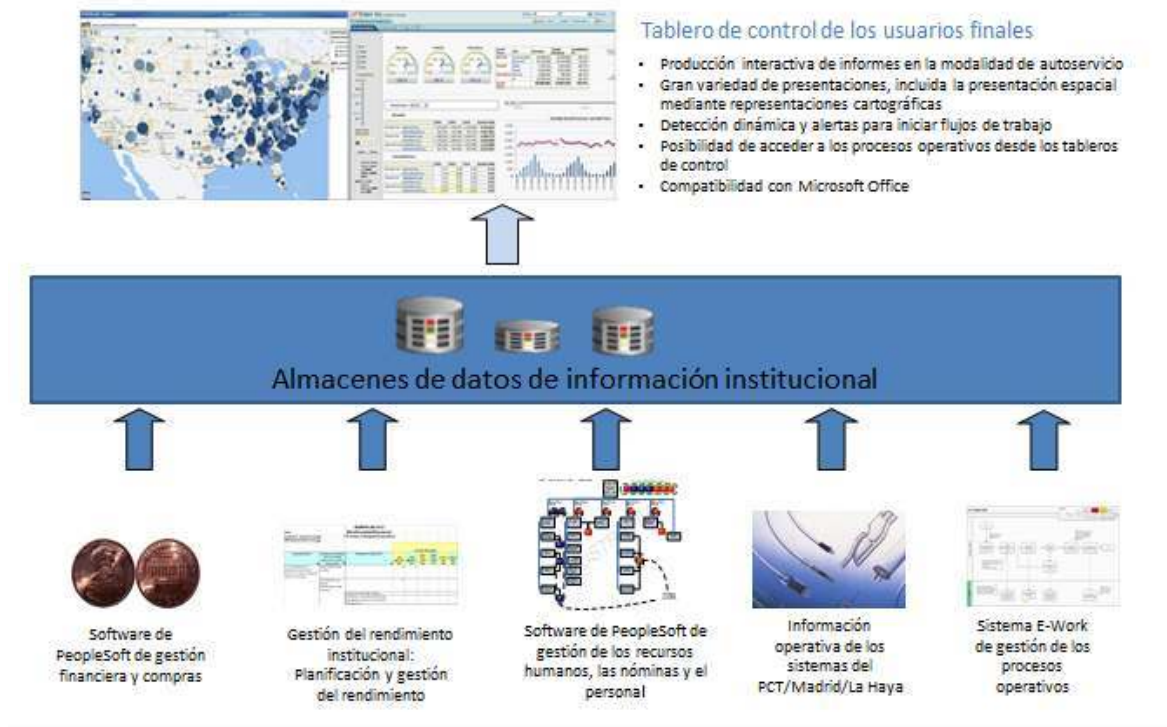 Tablero de control de los usuarios finales
• Producción interactiva de informes en la modalidad de autoservicio
• Gran variedad de presentaciones, incluida la presentación espacial
mediante representaciones cartográficas
• Detección dinámica y alertas para iniciar flujos de trabajo
• Posibilidad de acceder a los procesos operativos desde los tableros
de control
• Compatibilidad con Microsoft Office
Almacenes de datos de información institucional
Software de
PeopleSoft de gestión
financiera y compras
Gestión del rendimiento
institucional:
Planificación y gestión
del rendimiento
Software de PeopleSoft de
gestión de los recursos
humanos, las nóminas y el
personal
Información
operativa de los
sistemas del
PCT/Madrid/La Haya
Sistema E-Work
de gestión de los
procesos
operativos